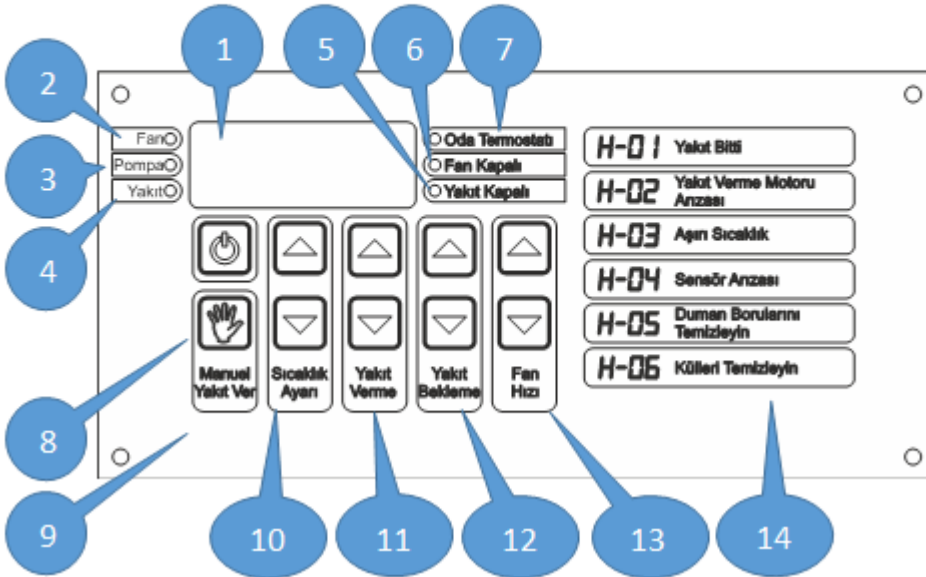 1
5
6
7
2
Fan
Oda Termostatı
H-01 Yakıt Bitti
3
Pompa
Fan Kapalı
H-02 Yakıt Verme Motoru
Arızası
Yakıt
Yakıt Kapalı
4
H-03 Aşırı Sıcaklık
H-04 Sensör Arızası
H-05 Duman Borularını
Temizleyin
H-06 Külleri Temizleyin
Manuel
Yakıt Ver
Sıcaklık
Ayarı
Yakıt
Verme
Yakıt
Bekleme
Fan
Hızı
8
9
10
11
12
13
14